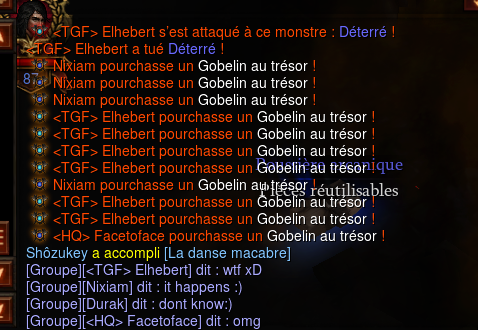 <TGF> Elhebert s'est attaqué à ce monstre : Déterré !
<TGF> Elhebert a tué Déterré !
Nixiam pourchasse un Gobelin au trésor !
87
Nixiam pourchasse un Gobelin au trésor !
Nixiam pourchasse un Gobelin au trésor !
<TGF> Elhebert pourchasse un Gobelin au trésor !
<TGF> Elhebert pourchasse un Gobelin au trésor !
<TGF> Elhebert pourchasse un Gobelin au trésor !
<TGF> Elhebert pourchasse un Gobelin au trésor !
Poussière arcanique
Nixiam pourchasse un Gobelin au trésor !
Pièces réutilisables
<TGF> Elhebert pourchasse un Gobelin au trésor !
<TGF> Elhebert pourchasse un Gobelin au trésor !
<HQ> Facetoface pourchasse un Gobelin au trésor !
Shôzukey a accompli [La danse macabre]
[Groupe][<TGF> Elhebert] dit : wtf xD
[Groupe][Nixiam] dit : it happens :)
[Groupe][Durak] dit : dont know:)
[Groupe][<HQ> Facetoface] dit : omg